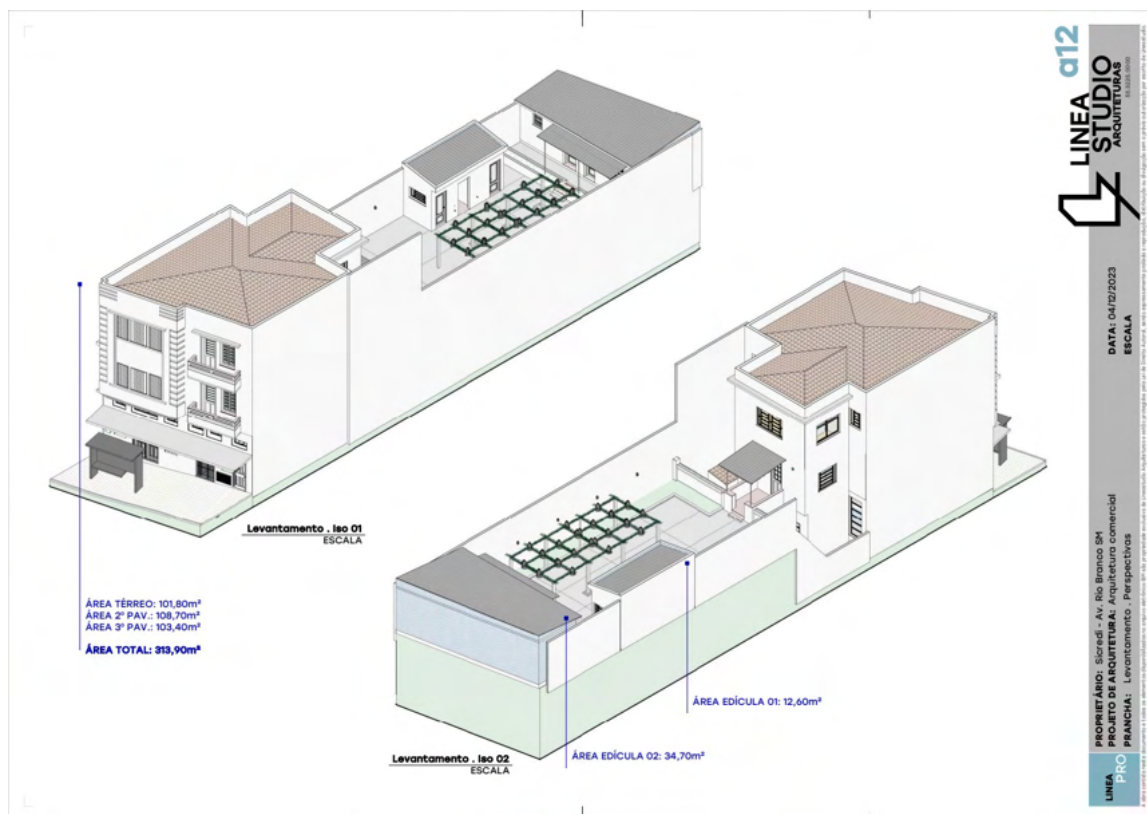 Levantamento . Iso 01
ESCALA
ÁREA TÉRREO: 101,80m²
ÁREA 2º PAV.: 108,70m²
ÁREA 3º PAV.: 103,40m²
ÁREA TOTAL: 313,90m²
Levantamento . Iso 02
ESCALA
ÁREA EDÍCULA 01: 12,60m²
ÁREA EDÍCULA 02: 34,70m²
a12
LINEA
STUDIO
ARQUITETURAS
DATA: 04/12/2023
ESCALA
PROPRIETÁRIO: Sicredi - Av. Rio Branco SM
PROJETO DE ARQUITETURA: Arquitetura comercial
PRANCHA: Levantamento . Perspectivas
LINEA
PRO